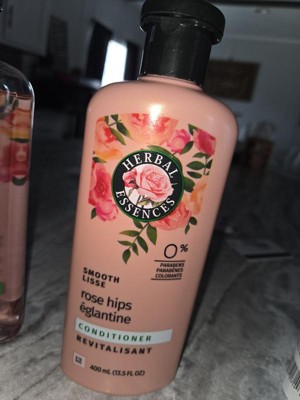 HERBAL
ESSENCES
0%
PARABENS
PARABÈNES
COLORANTS
SMOOTH
LISSE
rose hips
églantine
CONDITIONER
REVITALISANT
400 mL (13.5 FL OZ)